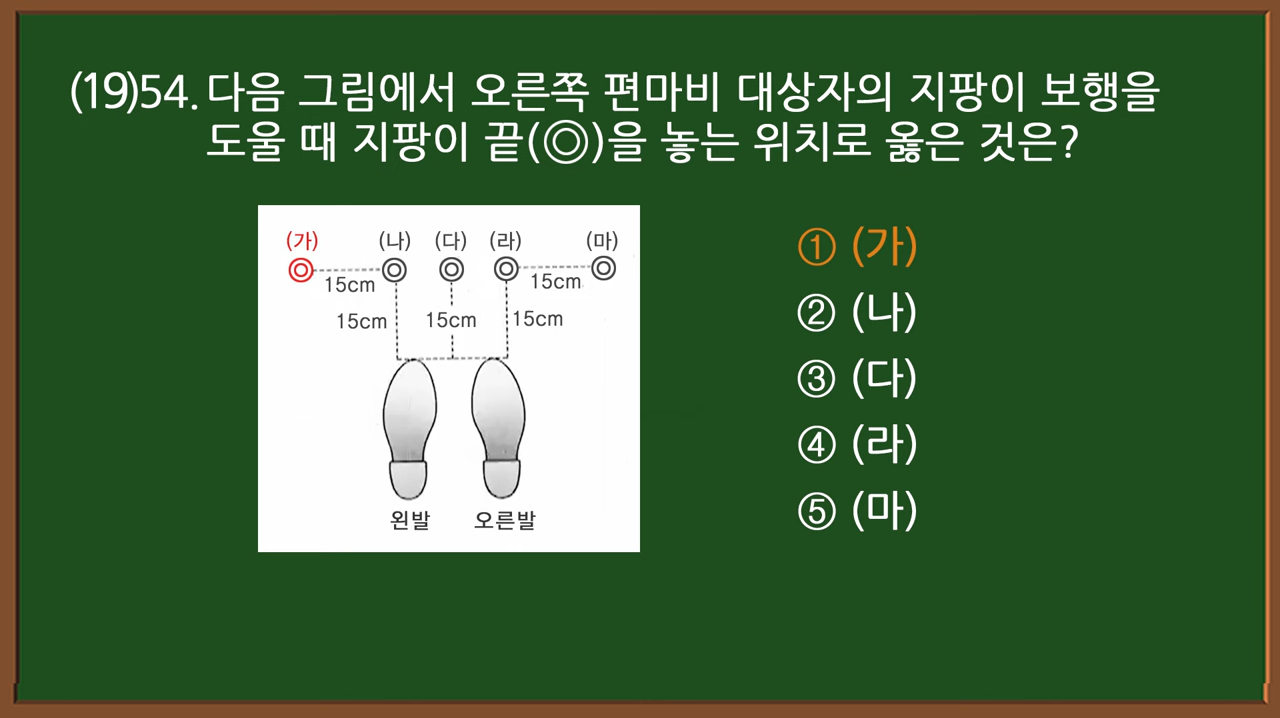 (19)54. 다음 그림에서 오른쪽 편마비 대상자의 지팡이 보행을
도울 때 지팡이 끝(◎)을 놓는 위치로 옳은 것은?
(가) (나) (다) (라) (마)
15cm 15cm
15cm 15cm 15cm
왼발 오른발
① (가)
② (나)
③ (다)
④ (라)
⑤ (마)